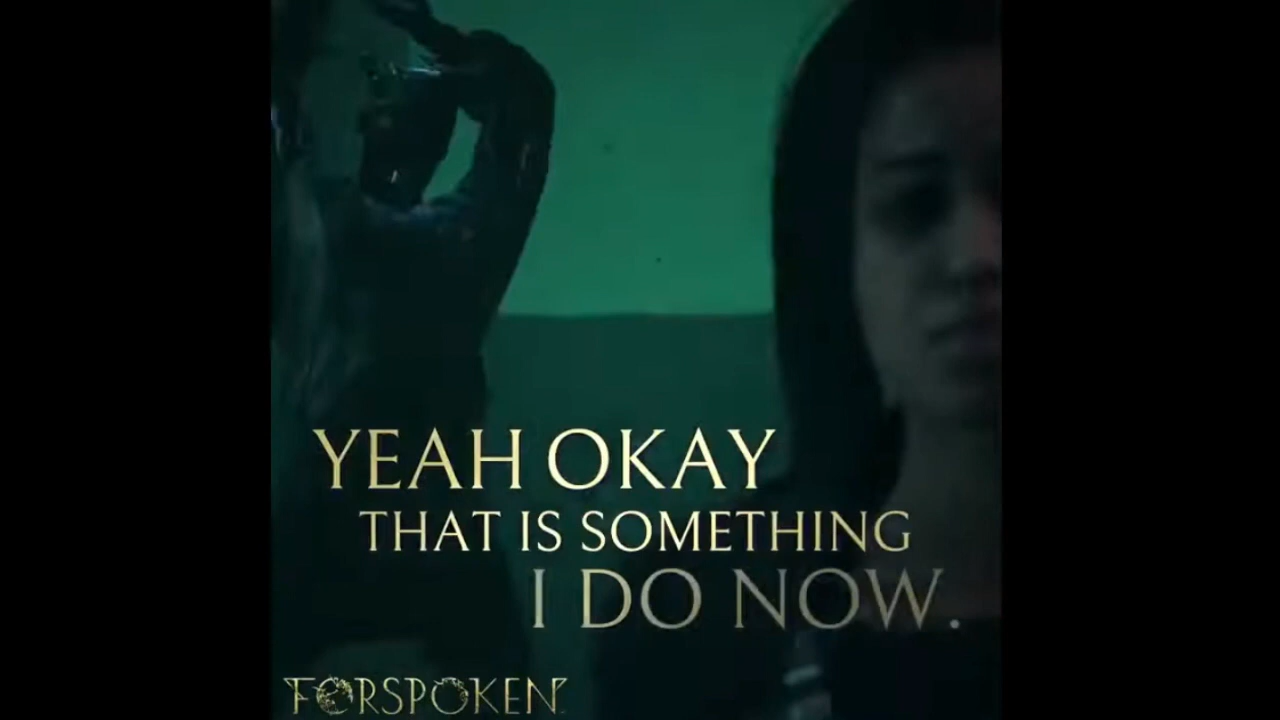 YEAH OKAY
THAT IS SOMETHING
I DO NOW.
FORSPOKEN